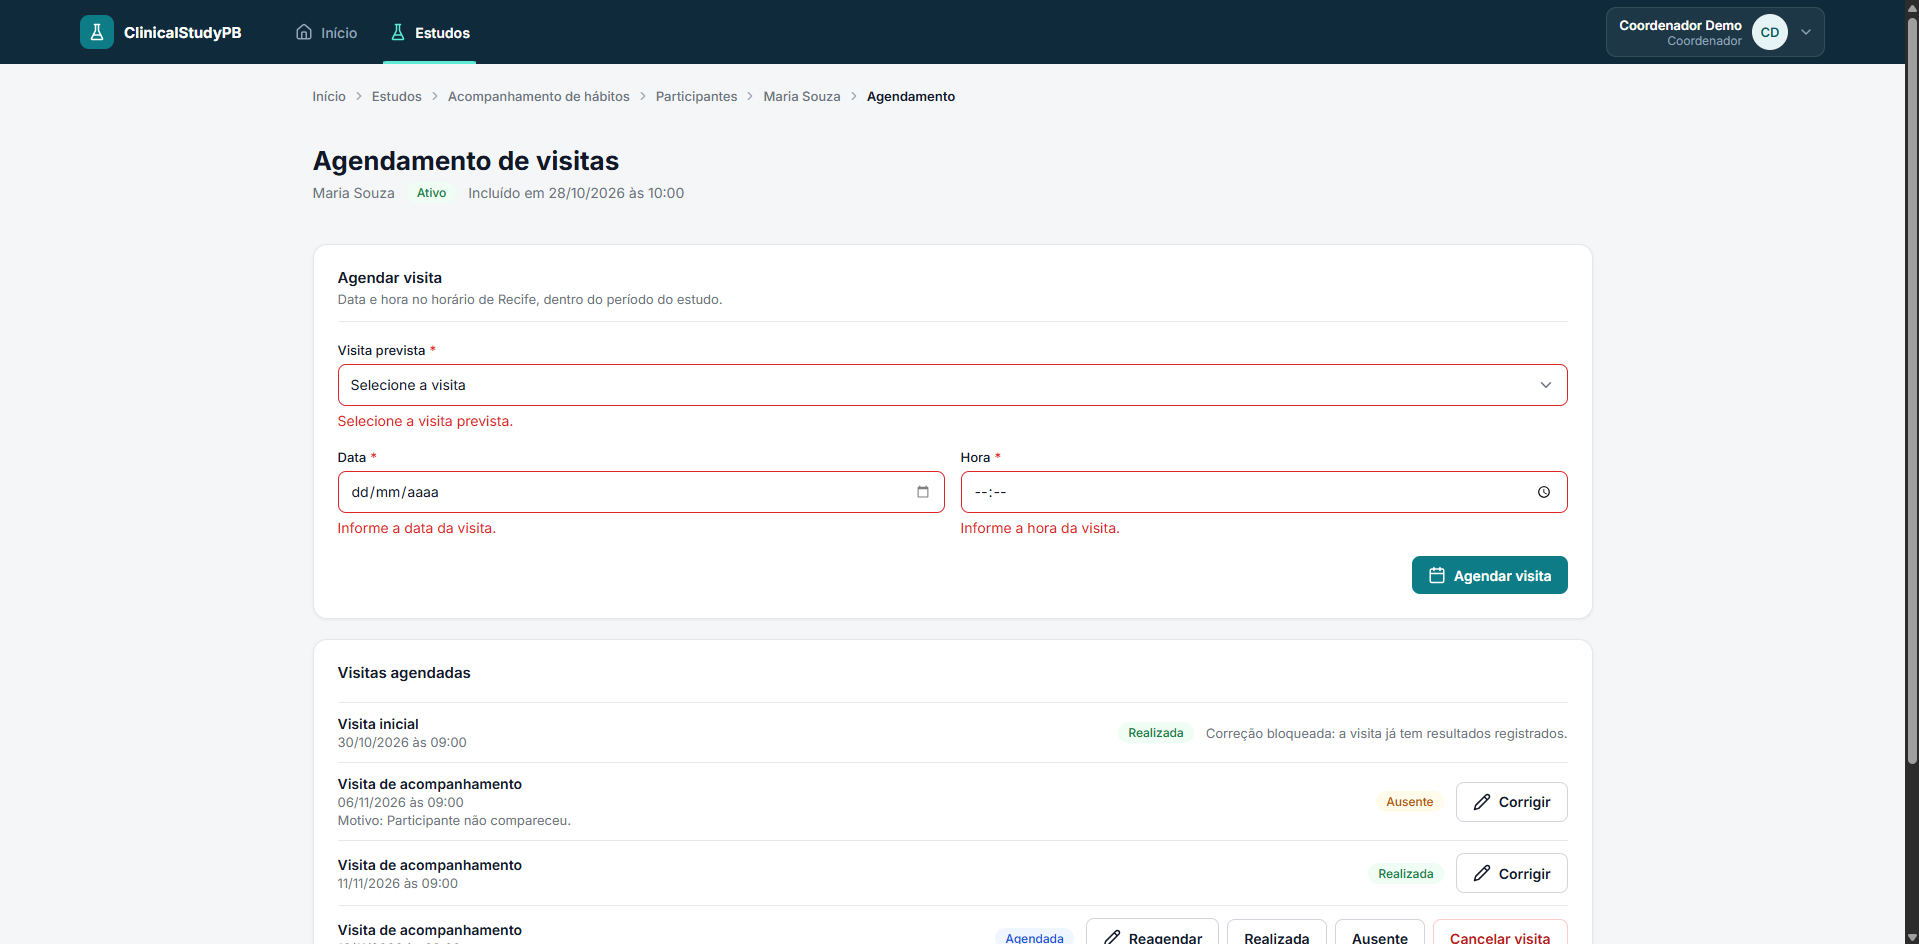 ClinicalStudyPB
Início
Estudos
Coordenador Demo
Coordenador
CD
Início > Estudos > Acompanhamento de hábitos > Participantes > Maria Souza > Agendamento
Agendamento de visitas
Maria Souza Ativo Incluído em 28/10/2026 às 10:00
Agendar visita
Data e hora no horário de Recife, dentro do período do estudo.
Visita prevista *
Selecione a visita
Selecione a visita prevista.
Data *
Hora *
dd/mm/aaaa
--:--
Informe a data da visita.
Informe a hora da visita.
Agendar visita
Visitas agendadas
Visita inicial
30/10/2026 às 09:00
Realizada Correção bloqueada: a visita já tem resultados registrados.
Visita de acompanhamento
06/11/2026 às 09:00
Motivo: Participante não compareceu.
Ausente Corrigir
Visita de acompanhamento
11/11/2026 às 09:00
Realizada Corrigir
Visita de acompanhamento
Agendada Reagendar Realizada Ausente Cancelar visita